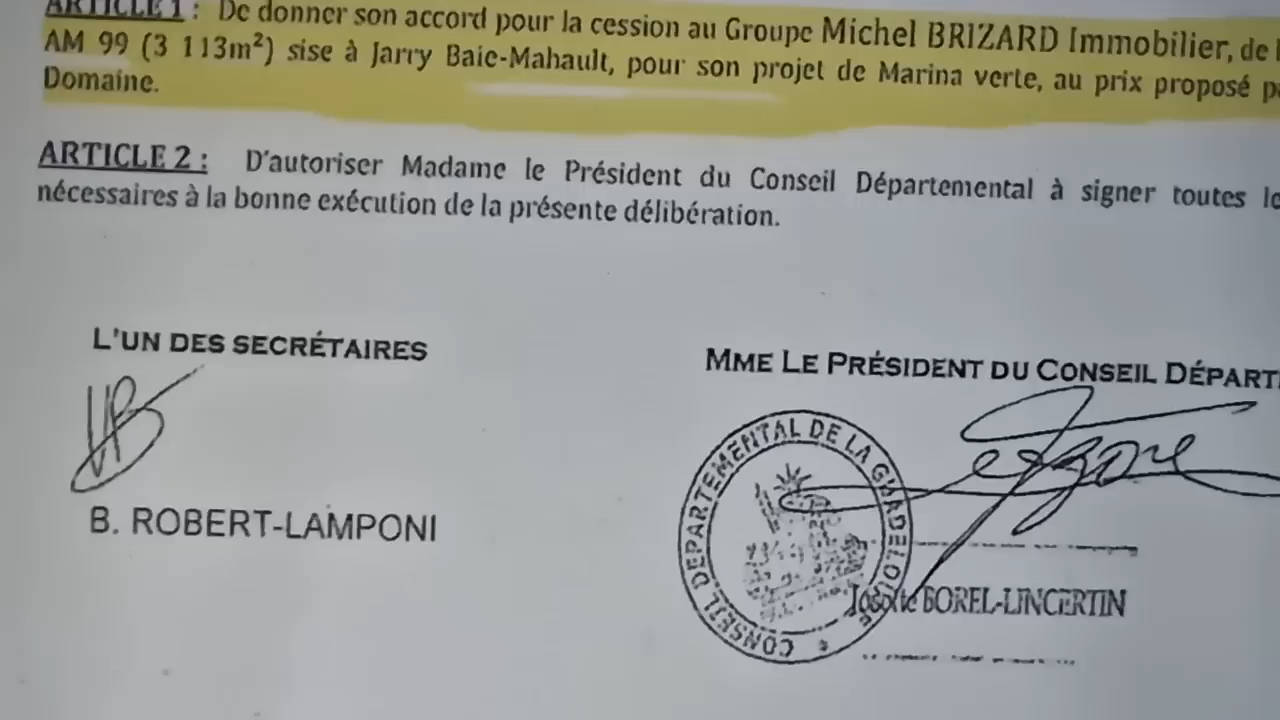 ARTICLE 1 : De donner son accord pour la cession au Groupe Michel BRIZARD Immobilier, de
AM 99 (3 113m²) sise à Jarry Baie-Mahault, pour son projet de Marina verte, au prix proposé
Domaine.
ARTICLE 2 : D'autoriser Madame le Président du Conseil Départemental à signer toutes
nécessaires à la bonne exécution de la présente délibération.
L'UN DES SECRÉTAIRES
MME LE PRÉSIDENT DU CONSEIL DÉPART
B. ROBERT-LAMPONI
CONSEIL DEPARTEMENTAL DE LA GUADELOUPE
BOREL-LINCERTIN